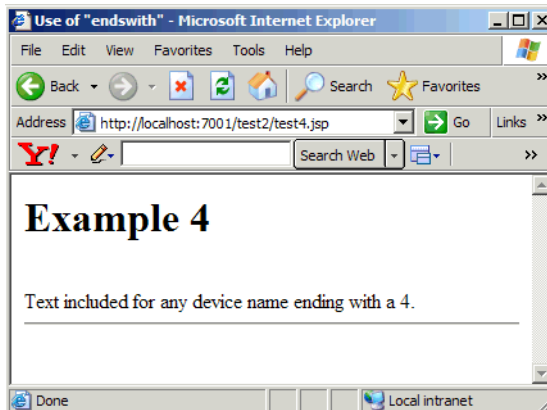 Use of "endswith" - Microsoft Internet Explorer
File Edit View Favorites Tools Help
Back Search Favorites »
Address http://localhost:7001/test2/test4.jsp Go Links »
Y! Search Web »
Example 4
Text included for any device name ending with a 4.
Done Local intranet